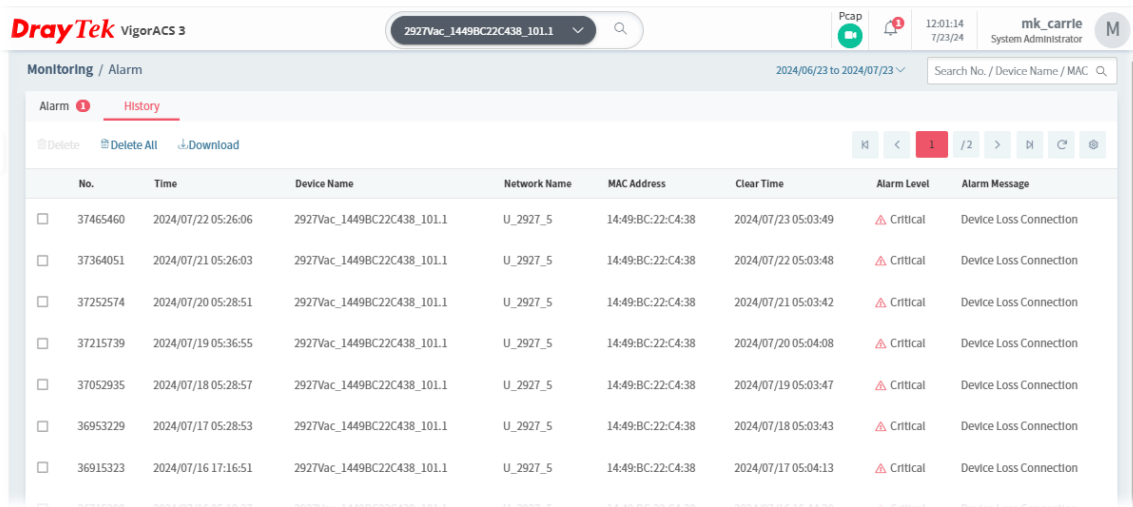 DrayTek VigorACS 3
2927Vac_1449BC22C438_101.1
Pcap
1
12:01:14
7/23/24
mk_carrie
System Administrator
M
Monitoring / Alarm
2024/06/23 to 2024/07/23
Search No. / Device Name / MAC
Alarm 1 History
Delete Delete All Download
1 / 2
No. Time Device Name Network Name MAC Address Clear Time Alarm Level Alarm Message
37465460 2024/07/22 05:26:06 2927Vac_1449BC22C438_101.1 U_2927_5 14:49:BC:22:C4:38 2024/07/23 05:03:49 Critical Device Loss Connection
37364051 2024/07/21 05:26:03 2927Vac_1449BC22C438_101.1 U_2927_5 14:49:BC:22:C4:38 2024/07/22 05:03:48 Critical Device Loss Connection
37252574 2024/07/20 05:28:51 2927Vac_1449BC22C438_101.1 U_2927_5 14:49:BC:22:C4:38 2024/07/21 05:03:42 Critical Device Loss Connection
37215739 2024/07/19 05:36:55 2927Vac_1449BC22C438_101.1 U_2927_5 14:49:BC:22:C4:38 2024/07/20 05:04:08 Critical Device Loss Connection
37052935 2024/07/18 05:28:57 2927Vac_1449BC22C438_101.1 U_2927_5 14:49:BC:22:C4:38 2024/07/19 05:03:47 Critical Device Loss Connection
36953229 2024/07/17 05:28:53 2927Vac_1449BC22C438_101.1 U_2927_5 14:49:BC:22:C4:38 2024/07/18 05:03:43 Critical Device Loss Connection
36915323 2024/07/16 17:16:51 2927Vac_1449BC22C438_101.1 U_2927_5 14:49:BC:22:C4:38 2024/07/17 05:04:13 Critical Device Loss Connection